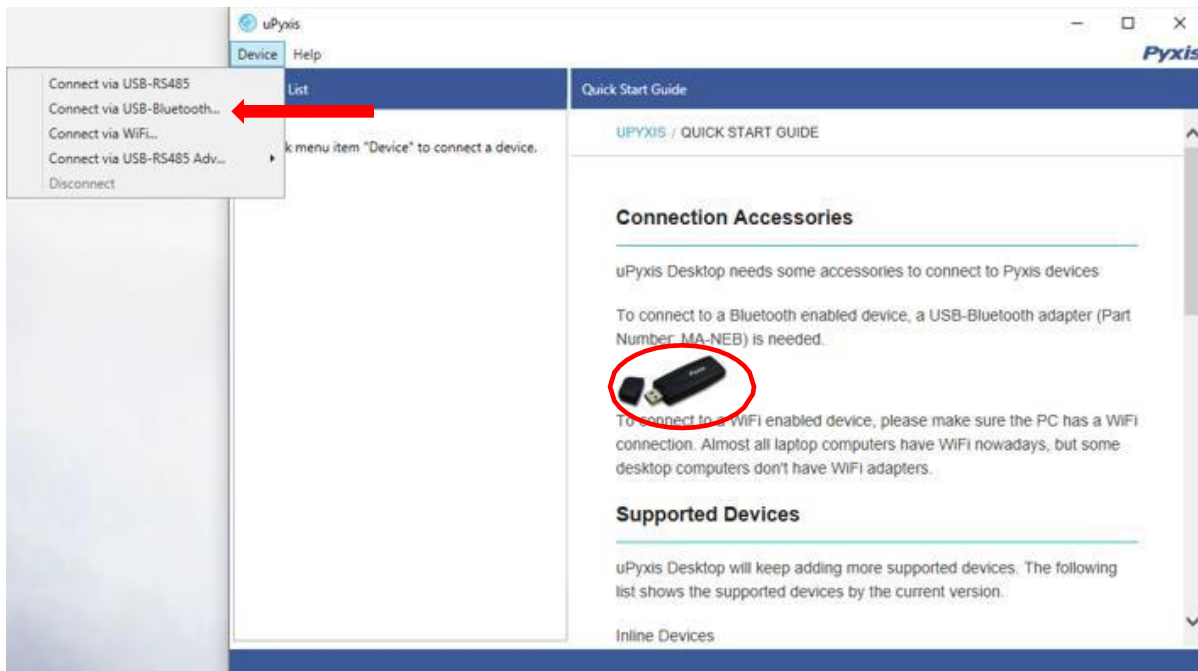 uPyxis
Device Help
Pyxis
Connect via USB-RS485
Connect via USB-Bluetooth...
Connect via WiFi...
Connect via USB-RS485 Adv...
Disconnect
List
k menu item "Device" to connect a device.
Quick Start Guide
UPYXIS / QUICK START GUIDE
Connection Accessories
uPyxis Desktop needs some accessories to connect to Pyxis devices
To connect to a Bluetooth enabled device, a USB-Bluetooth adapter (Part
Number: MA-NEB) is needed.
Pyxis
To connect to a WiFi enabled device, please make sure the PC has a WiFi
connection. Almost all laptop computers have WiFi nowadays, but some
desktop computers don't have WiFi adapters.
Supported Devices
uPyxis Desktop will keep adding more supported devices. The following
list shows the supported devices by the current version.
Inline Devices